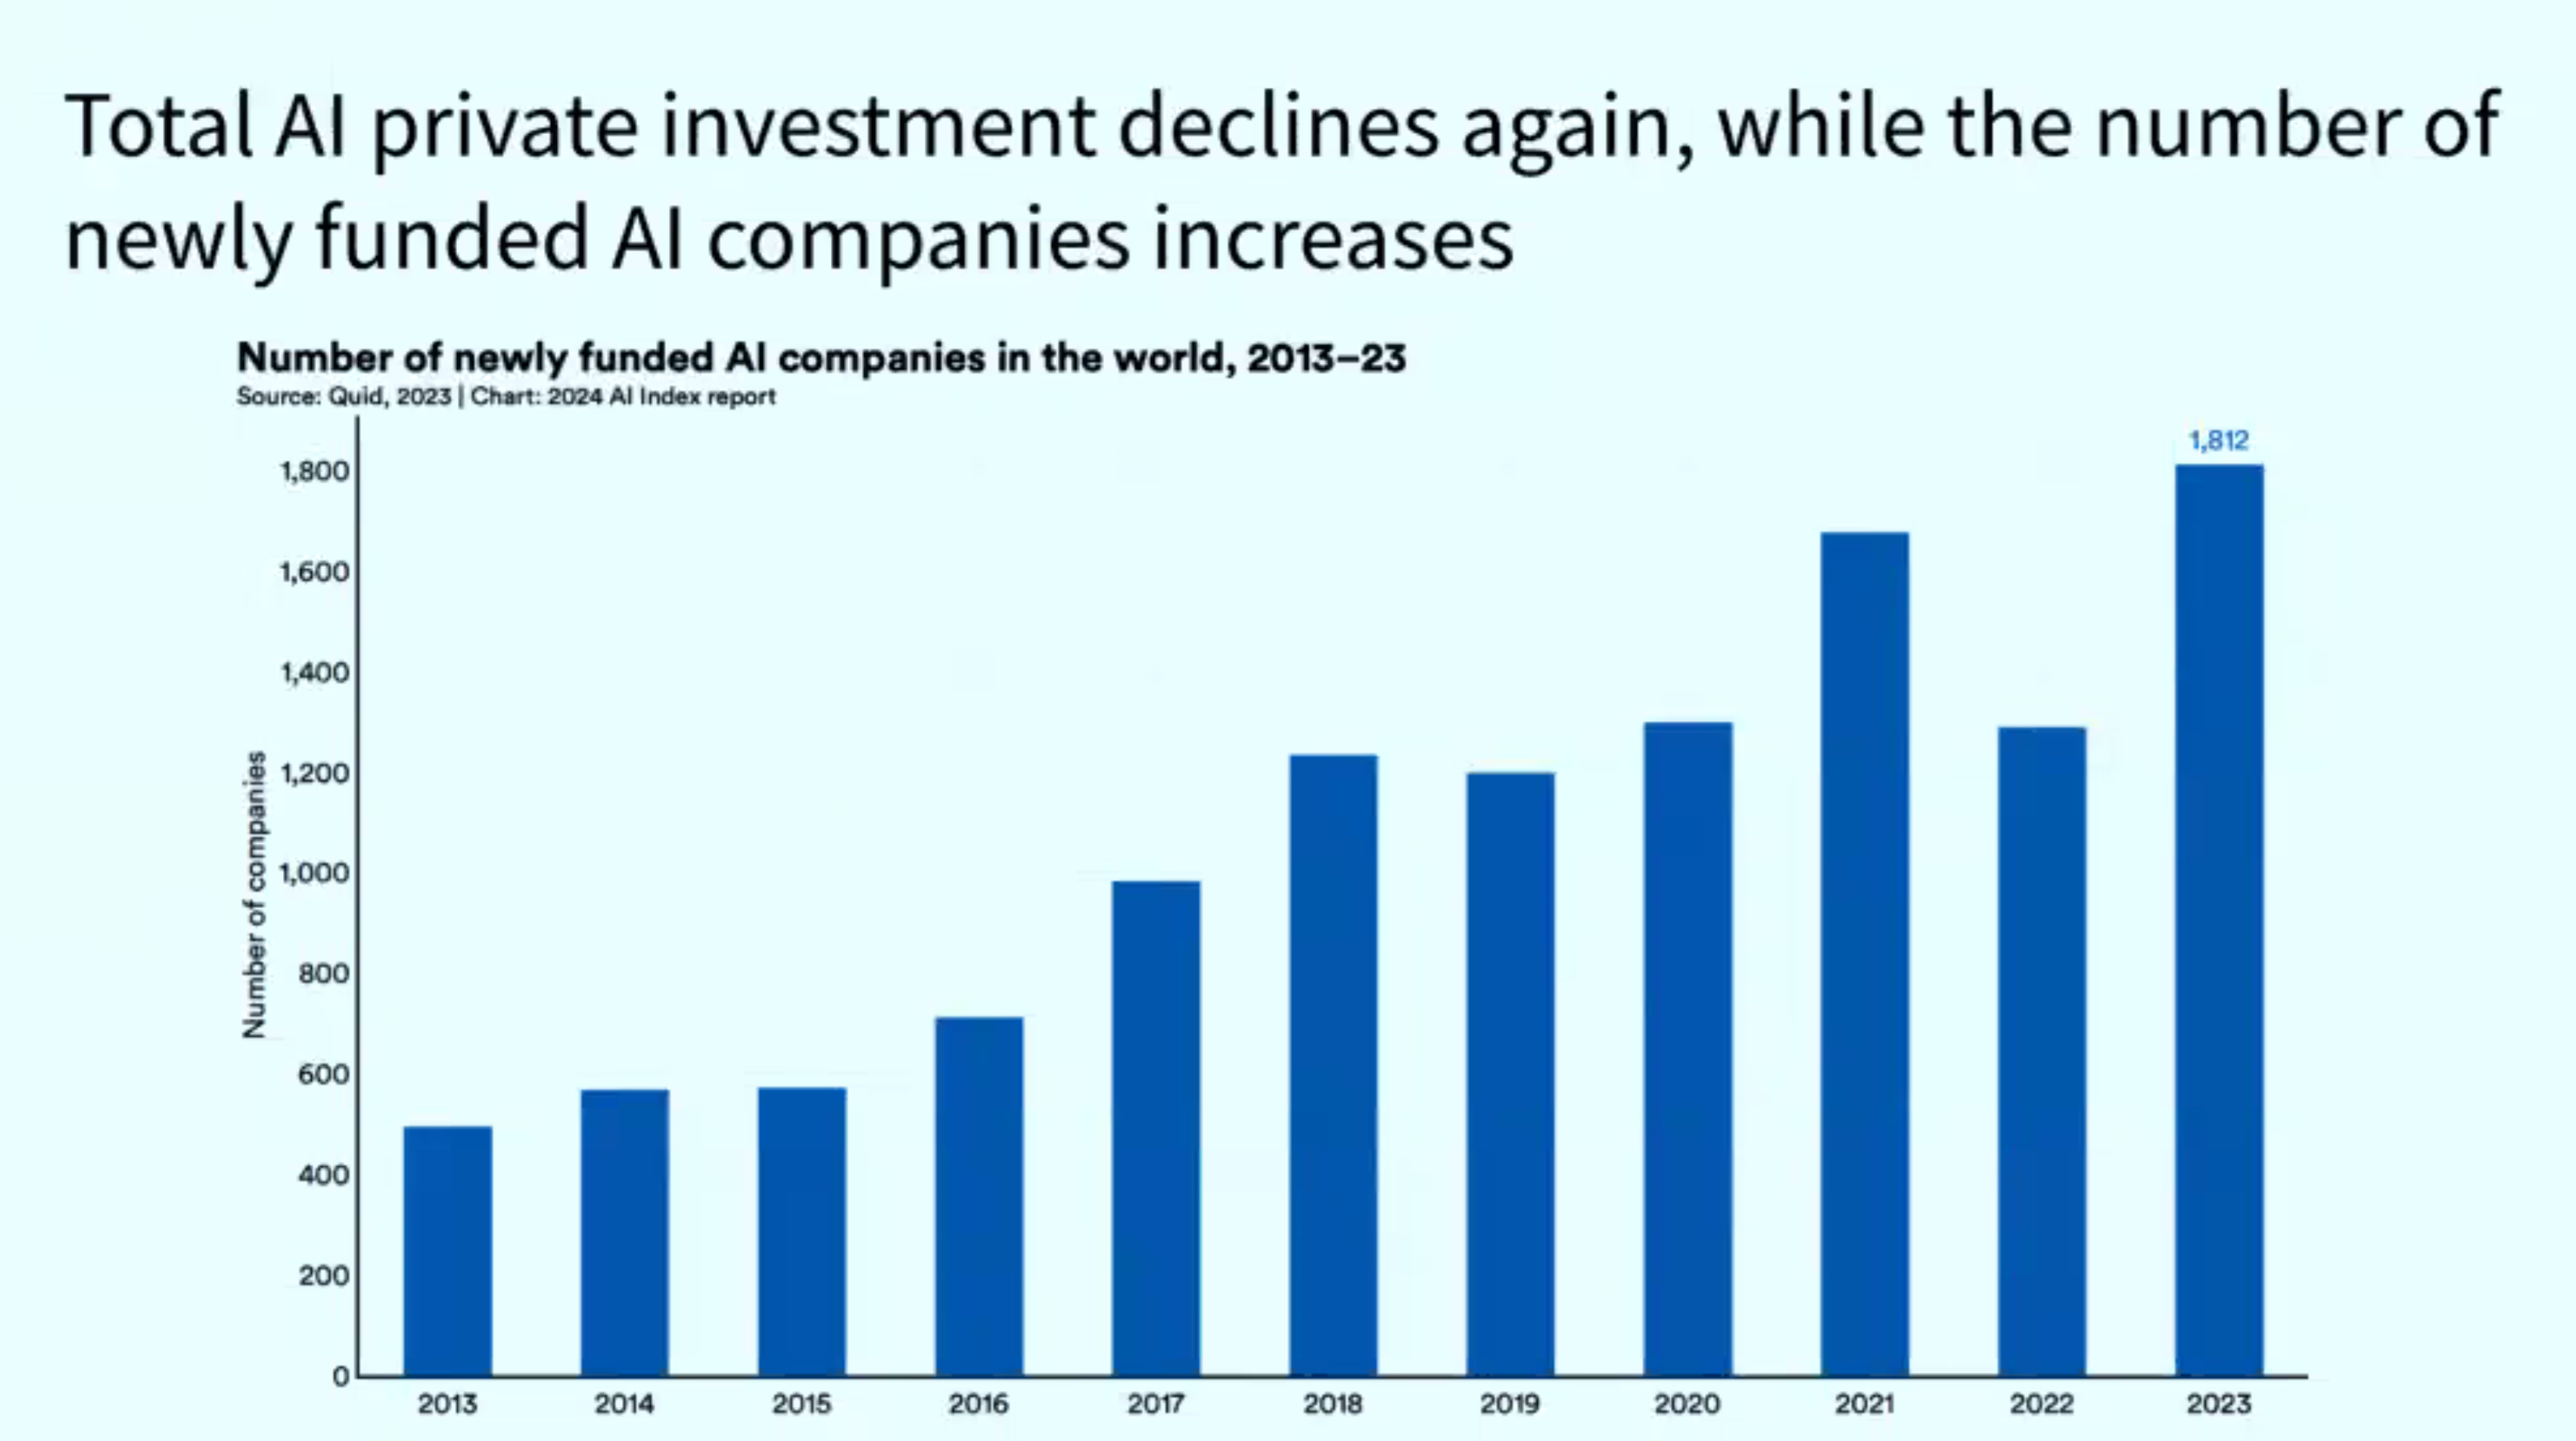 Total AI private investment declines again, while the number of
newly funded AI companies increases
Number of newly funded AI companies in the world, 2013–23
Source: Quid, 2023 | Chart: 2024 AI Index report
Number of companies
1,800
1,600
1,400
1,200
1,000
800
600
400
200
0
1,812
2013 2014 2015 2016 2017 2018 2019 2020 2021 2022 2023